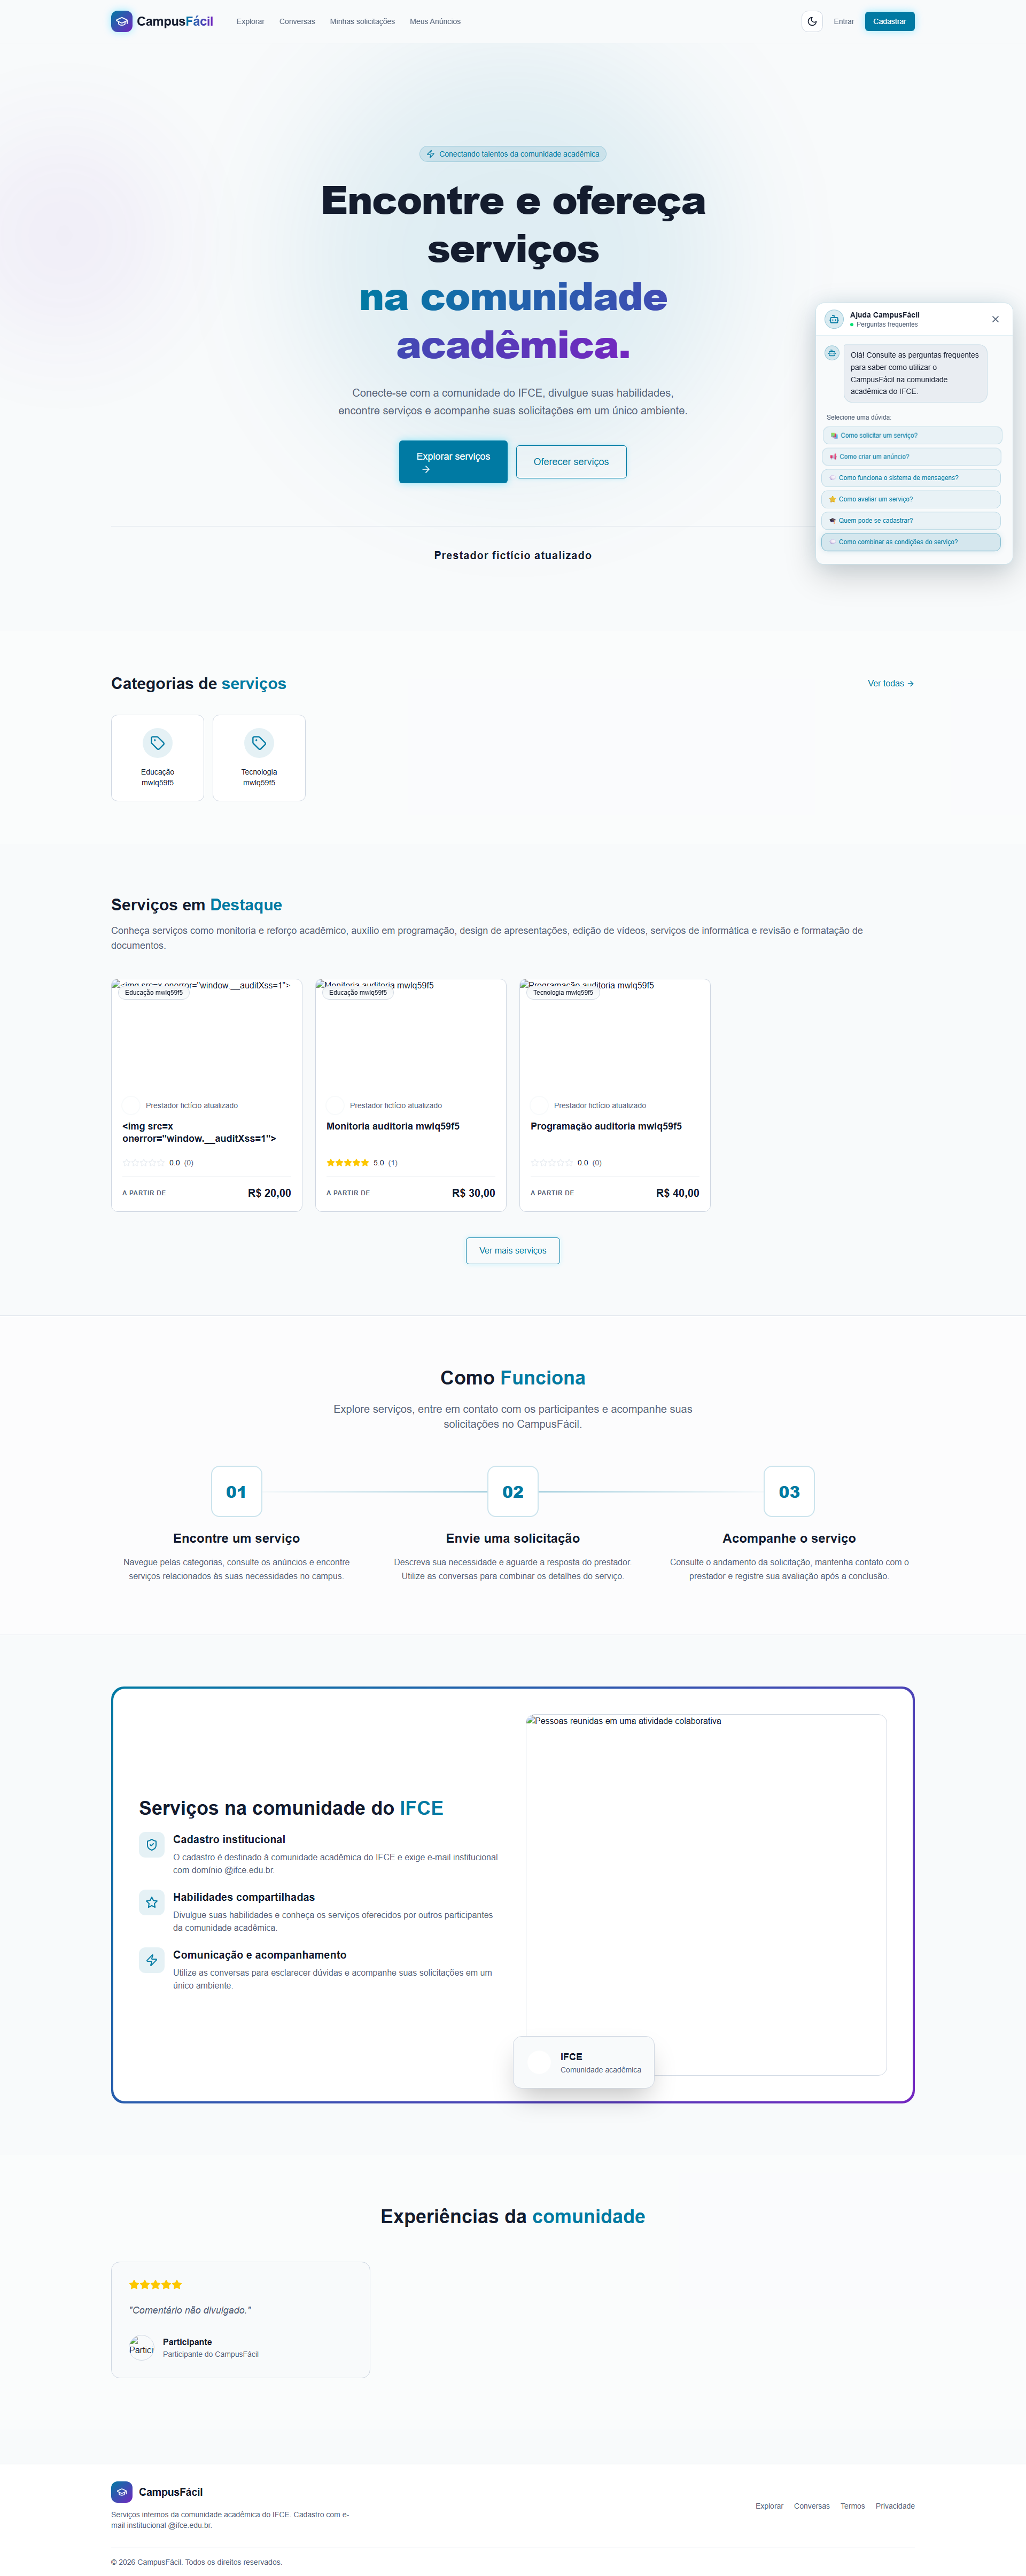 CampusFácil
Explorar
Conversas
Minhas solicitações
Meus Anúncios
Entrar
Cadastrar
Conectando talentos da comunidade acadêmica
Encontre e ofereça
serviços
na comunidade
acadêmica.
Conecte-se com a comunidade do IFCE, divulgue suas habilidades,
encontre serviços e acompanhe suas solicitações em um único ambiente.
Explorar serviços
→
Oferecer serviços
Prestador fictício atualizado
Ajuda CampusFácil
Perguntas frequentes
Olá! Consulte as perguntas frequentes
para saber como utilizar o
CampusFácil na comunidade
acadêmica do IFCE.
Selecione uma dúvida:
Como solicitar um serviço?
Como criar um anúncio?
Como funciona o sistema de mensagens?
Como avaliar um serviço?
Quem pode se cadastrar?
Como combinar as condições do serviço?
Categorias de serviços
Ver todas →
Educação
mwlq59f5
Tecnologia
mwlq59f5
Serviços em Destaque
Conheça serviços como monitoria e reforço acadêmico, auxílio em programação, design de apresentações, edição de vídeos, serviços de informática e revisão e formatação de
documentos.
<img src=x onerror="window.__auditXss=1">
Educação mwlq59f5
Prestador fictício atualizado
<img src=x
onerror="window.__auditXss=1">
0.0 (0)
A PARTIR DE
R$ 20,00
Monitoria auditoria mwlq59f5
Educação mwlq59f5
Prestador fictício atualizado
Monitoria auditoria mwlq59f5
5.0 (1)
A PARTIR DE
R$ 30,00
Programação auditoria mwlq59f5
Tecnologia mwlq59f5
Prestador fictício atualizado
Programação auditoria mwlq59f5
0.0 (0)
A PARTIR DE
R$ 40,00
Ver mais serviços
Como Funciona
Explore serviços, entre em contato com os participantes e acompanhe suas
solicitações no CampusFácil.
01
Encontre um serviço
Navegue pelas categorias, consulte os anúncios e encontre
serviços relacionados às suas necessidades no campus.
02
Envie uma solicitação
Descreva sua necessidade e aguarde a resposta do prestador.
Utilize as conversas para combinar os detalhes do serviço.
03
Acompanhe o serviço
Consulte o andamento da solicitação, mantenha contato com o
prestador e registre sua avaliação após a conclusão.
Serviços na comunidade do IFCE
Cadastro institucional
O cadastro é destinado à comunidade acadêmica do IFCE e exige e-mail institucional
com domínio @ifce.edu.br.
Habilidades compartilhadas
Divulgue suas habilidades e conheça os serviços oferecidos por outros participantes
da comunidade acadêmica.
Comunicação e acompanhamento
Utilize as conversas para esclarecer dúvidas e acompanhe suas solicitações em um
único ambiente.
Pessoas reunidas em uma atividade colaborativa
IFCE
Comunidade acadêmica
Experiências da comunidade
"Comentário não divulgado."
Partici
Participante
Participante do CampusFácil
CampusFácil
Serviços internos da comunidade acadêmica do IFCE. Cadastro com e-
mail institucional @ifce.edu.br.
Explorar
Conversas
Termos
Privacidade
© 2026 CampusFácil. Todos os direitos reservados.